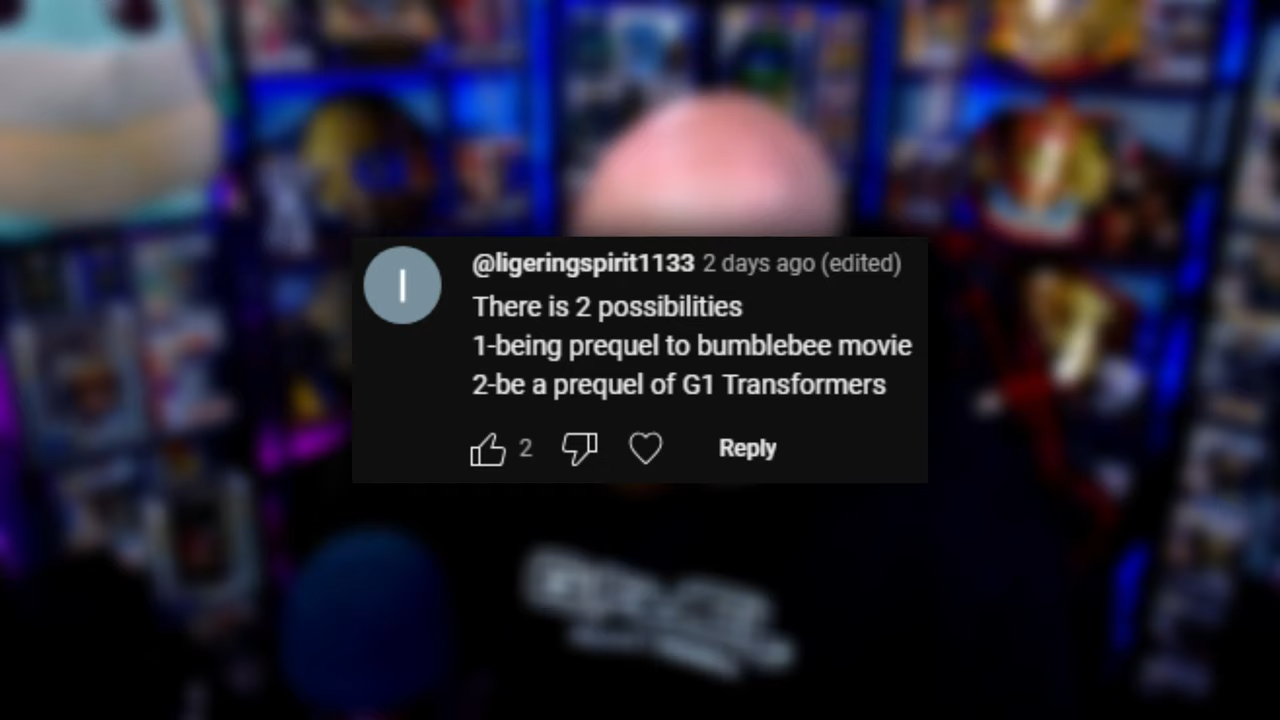 I
@ligeringspirit1133 2 days ago (edited)
There is 2 possibilities
1-being prequel to bumblebee movie
2-be a prequel of G1 Transformers
2
Reply